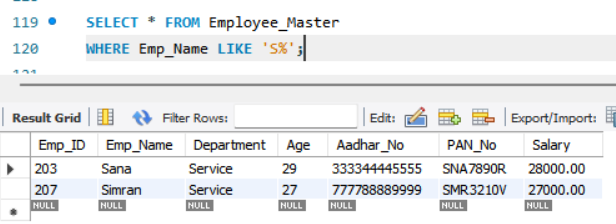 119 SELECT * FROM Employee_Master
120 WHERE Emp_Name LIKE 'S%';
Result Grid Filter Rows: Edit: Export/Import:
Emp_ID Emp_Name Department Age Aadhar_No PAN_No Salary
203 Sana Service 29 333344445555 SNA7890R 28000.00
207 Simran Service 27 777788889999 SMR3210V 27000.00
NULL NULL NULL NULL NULL NULL NULL